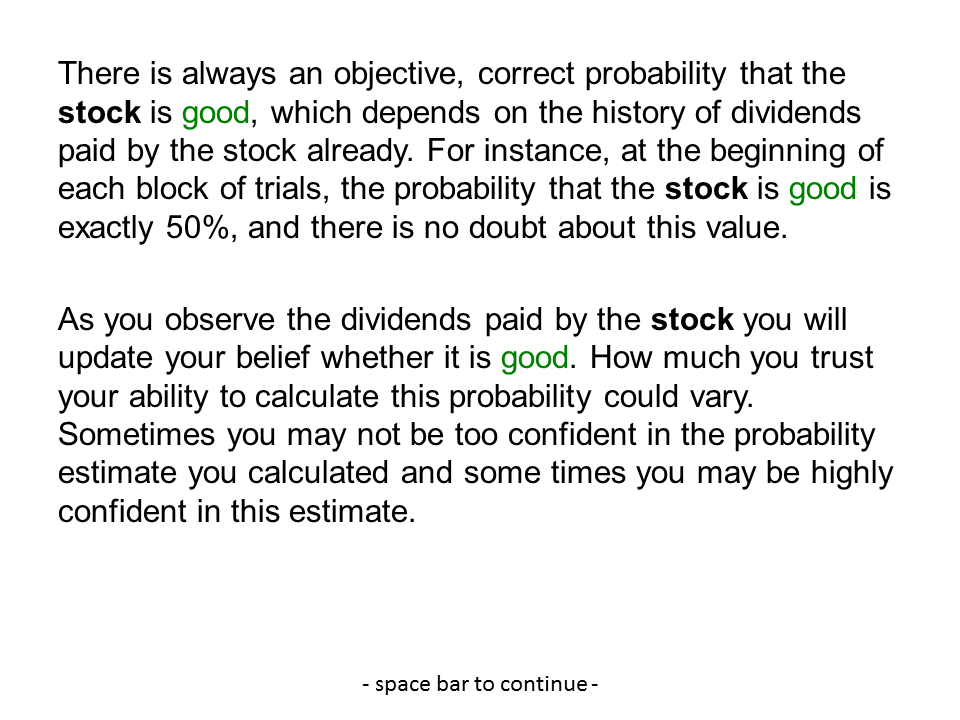 There is always an objective, correct probability that the
stock is good, which depends on the history of dividends
paid by the stock already. For instance, at the beginning of
each block of trials, the probability that the stock is good is
exactly 50%, and there is no doubt about this value.
As you observe the dividends paid by the stock you will
update your belief whether it is good. How much you trust
your ability to calculate this probability could vary.
Sometimes you may not be too confident in the probability
estimate you calculated and some times you may be highly
confident in this estimate.
- space bar to continue -